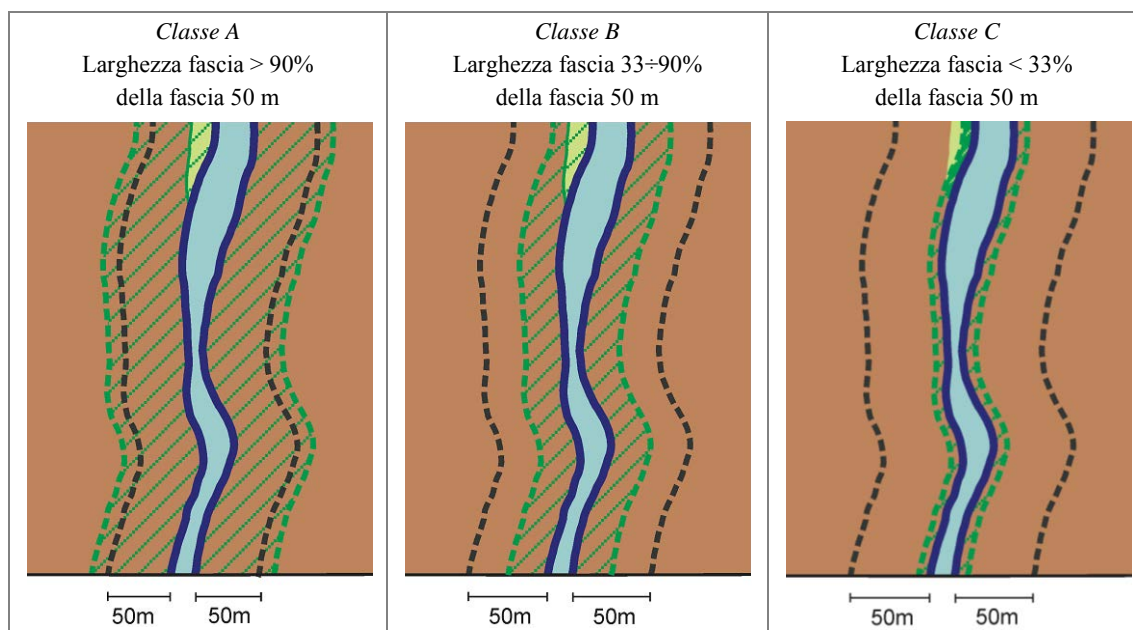 Classe A
Larghezza fascia > 90%
della fascia 50 m
Classe B
Larghezza fascia 33÷90%
della fascia 50 m
Classe C
Larghezza fascia < 33%
della fascia 50 m
50m 50m
50m 50m
50m 50m